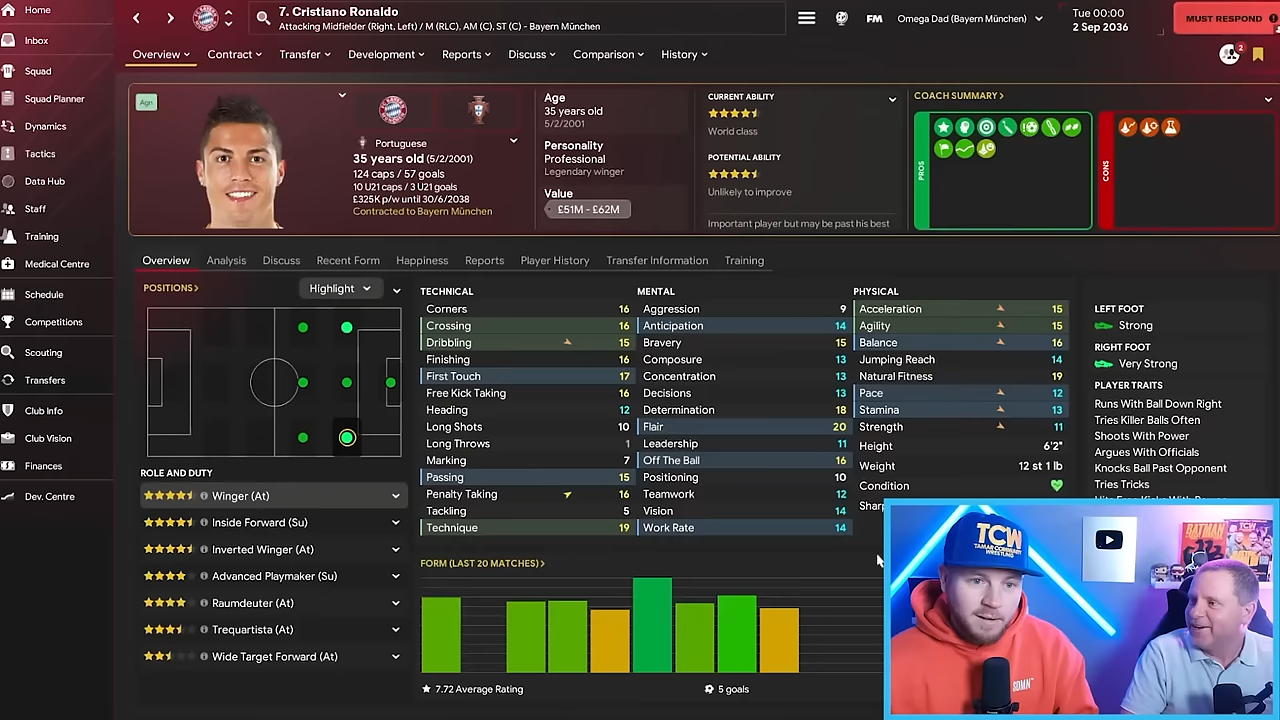 Home
7. Cristiano Ronaldo
Attacking Midfielder (Right, Left) / M (RLC), AM (C), ST (C) - Bayern München
FM
Omega Dad (Bayern München)
Tue 00:00
2 Sep 2036
MUST RESPOND
Inbox
Squad
Squad Planner
Dynamics
Tactics
Data Hub
Staff
Training
Medical Centre
Schedule
Competitions
Scouting
Transfers
Club Info
Club Vision
Finances
Dev. Centre
Overview
Contract
Transfer
Development
Reports
Discuss
Comparison
History
2
Agn
Portuguese
35 years old (5/2/2001)
124 caps / 57 goals
10 U21 caps / 3 U21 goals
£325K p/w until 30/6/2038
Contracted to Bayern München
Age
35 years old
5/2/2001
Personality
Professional
Legendary winger
Value
£51M - £62M
CURRENT ABILITY
World class
POTENTIAL ABILITY
Unlikely to improve
Important player but may be past his best
COACH SUMMARY >
PROS
CONS
Overview
Analysis
Discuss
Recent Form
Happiness
Reports
Player History
Transfer Information
Training
POSITIONS >
Highlight
ROLE AND DUTY
Winger (At)
Inside Forward (Su)
Inverted Winger (At)
Advanced Playmaker (Su)
Raumdeuter (At)
Trequartista (At)
Wide Target Forward (At)
TECHNICAL
Corners 16
Crossing 16
Dribbling 15
Finishing 16
First Touch 17
Free Kick Taking 16
Heading 12
Long Shots 10
Long Throws 1
Marking 7
Passing 15
Penalty Taking 16
Tackling 5
Technique 19
MENTAL
Aggression 9
Anticipation 14
Bravery 15
Composure 13
Concentration 13
Decisions 13
Determination 18
Flair 20
Leadership 11
Off The Ball 16
Positioning 10
Teamwork 12
Vision 14
Work Rate 14
PHYSICAL
Acceleration 15
Agility 15
Balance 16
Jumping Reach 14
Natural Fitness 19
Pace 12
Stamina 13
Strength 11
Height 6'2"
Weight 12 st 1 lb
Condition
LEFT FOOT
Strong
RIGHT FOOT
Very Strong
PLAYER TRAITS
Runs With Ball Down Right
Tries Killer Balls Often
Shoots With Power
Argues With Officials
Knocks Ball Past Opponent
Tries Tricks
FORM (LAST 20 MATCHES) >
7.72 Average Rating
5 goals
TCW
TAMAR COMMUNITY
WRESTLING
SDMN
BATMAN
TCW